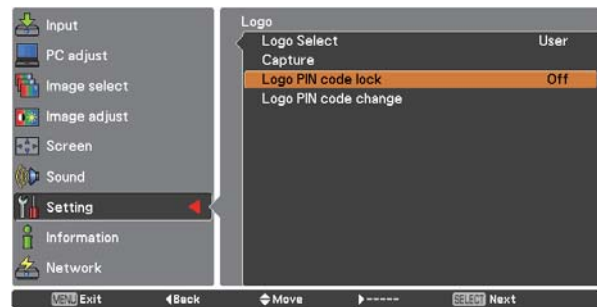 Input
PC adjust
Image select
Image adjust
Screen
Sound
Setting
Information
Network
Logo
Logo Select User
Capture
Logo PIN code lock Off
Logo PIN code change
MENU Exit Back Move ----- SELECT Next